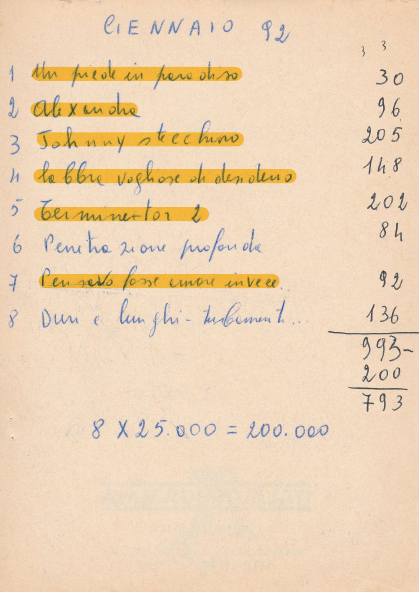 GENNAIO 92
3 3
1 Un piede in paradiso 30
2 Alexandra 96
3 Johnny stecchino 205
4 labbra vogliose di desiderio 148
5 Terminator 2 202
6 Penetrazione profonda 84
7 Pensavo fosse amore invece.. 92
8 Duri e lunghi - turbamenti... 136
993-
200
793
8 X 25.000 = 200.000